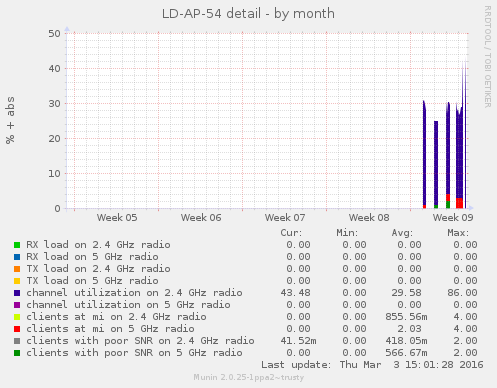 LD-AP-54 detail - by month
RRDTOOL / TOBI OETIKER
% + abs
50
40
30
20
10
0
Week 05 Week 06 Week 07 Week 08 Week 09
Cur: Min: Avg: Max:
RX load on 2.4 GHz radio 0.00 0.00 0.00 0.00
RX load on 5 GHz radio 0.00 0.00 0.00 0.00
TX load on 2.4 GHz radio 0.00 0.00 0.00 0.00
TX load on 5 GHz radio 0.00 0.00 0.00 0.00
channel utilization on 2.4 GHz radio 43.48 0.00 29.58 86.00
channel utilization on 5 GHz radio 0.00 0.00 0.00 0.00
clients at mi on 2.4 GHz radio 0.00 0.00 855.56m 4.00
clients at mi on 5 GHz radio 0.00 0.00 2.03 4.00
clients with poor SNR on 2.4 GHz radio 41.52m 0.00 418.05m 2.00
clients with poor SNR on 5 GHz radio 0.00 0.00 566.67m 2.00
Last update: Thu Mar 3 15:01:28 2016
Munin 2.0.25-1ppa2~trusty